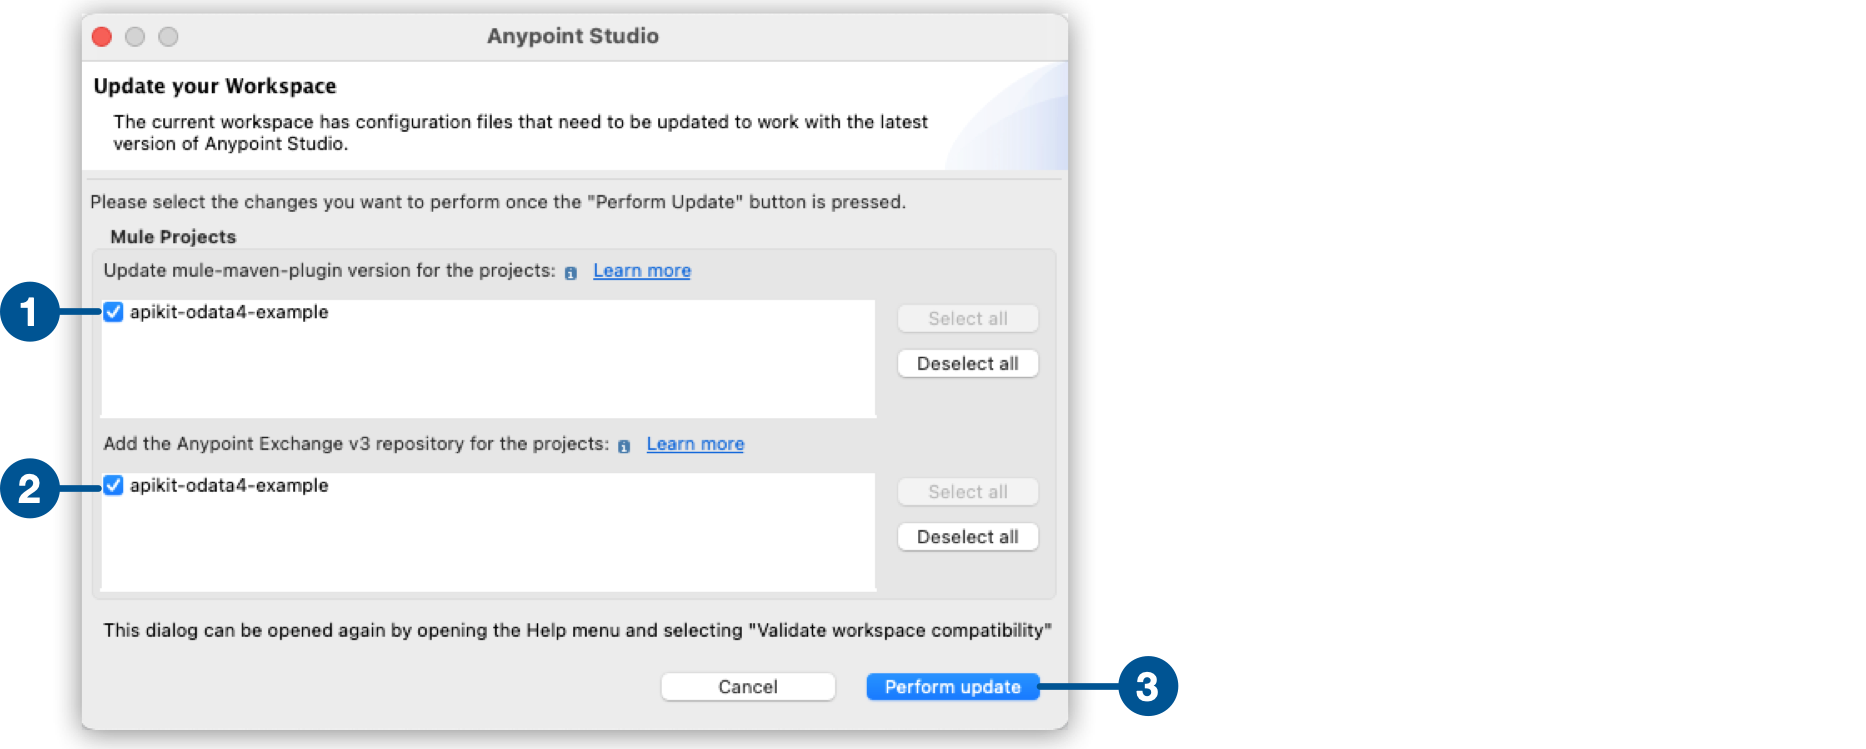 Anypoint Studio
Update your Workspace
The current workspace has configuration files that need to be updated to work with the latest
version of Anypoint Studio.
Please select the changes you want to perform once the "Perform Update" button is pressed.
Mule Projects
Update mule-maven-plugin version for the projects: Learn more
1
apikit-odata4-example
Select all
Deselect all
Add the Anypoint Exchange v3 repository for the projects: Learn more
2
apikit-odata4-example
Select all
Deselect all
This dialog can be opened again by opening the Help menu and selecting "Validate workspace compatibility"
Cancel
Perform update
3